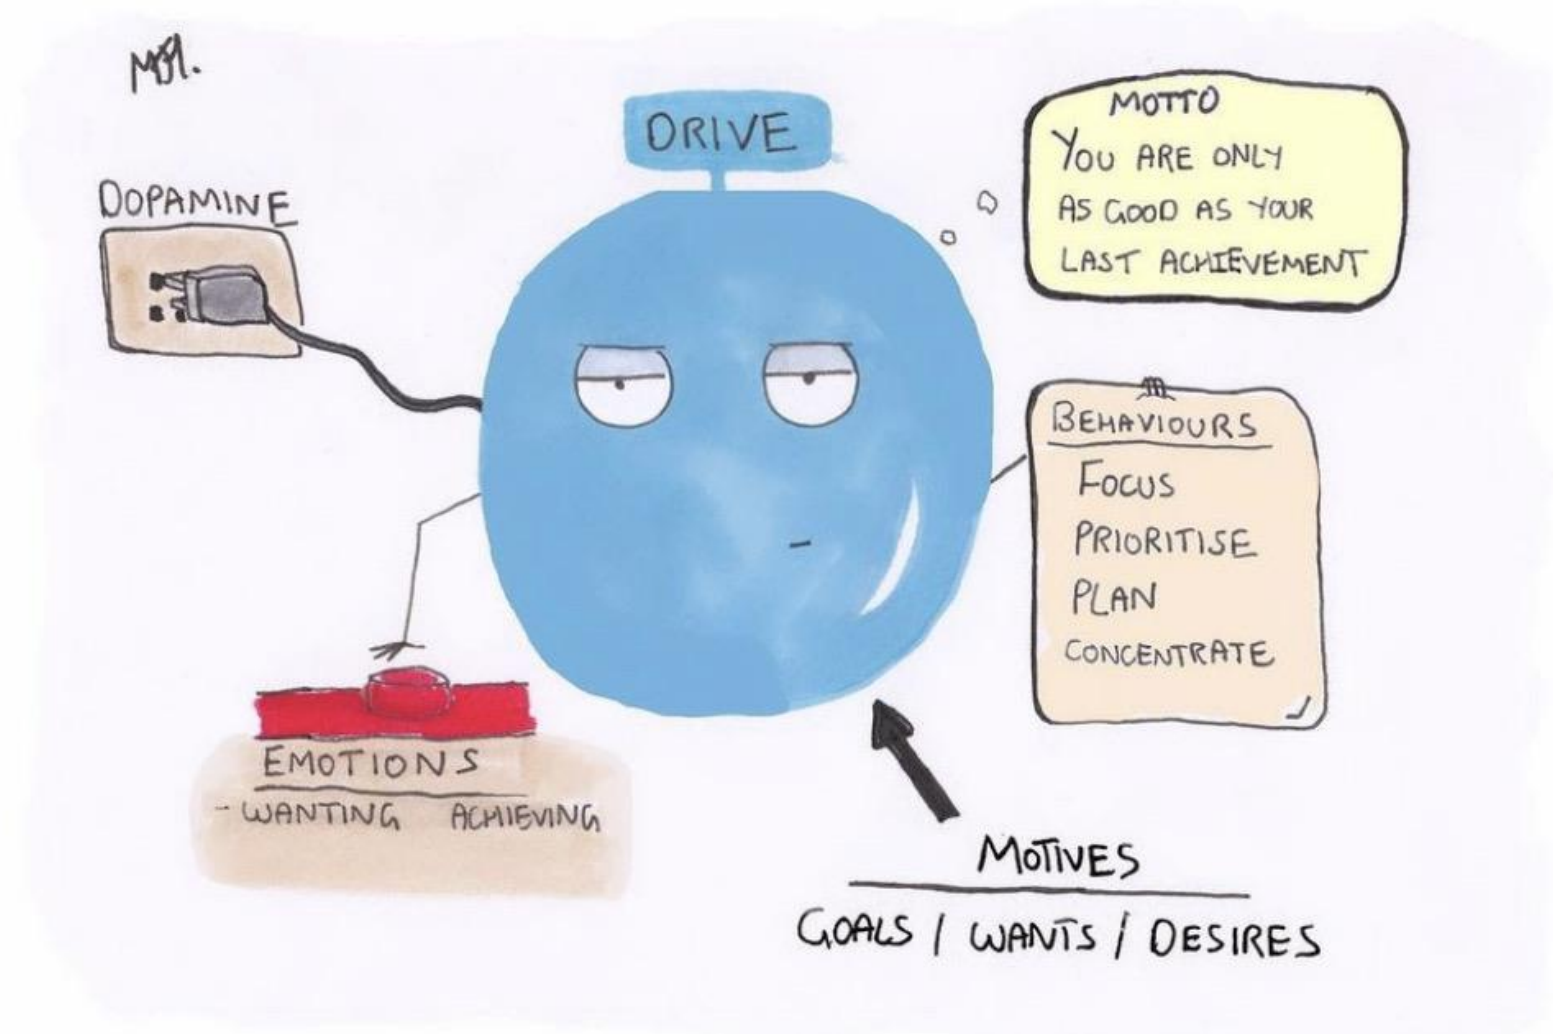 DRIVE
DOPAMINE
MOTTO
YOU ARE ONLY
AS GOOD AS YOUR
LAST ACHIEVEMENT
BEHAVIOURS
FOCUS
PRIORITISE
PLAN
CONCENTRATE
EMOTIONS
- WANTING ACHIEVING
MOTIVES
GOALS / WANTS / DESIRES